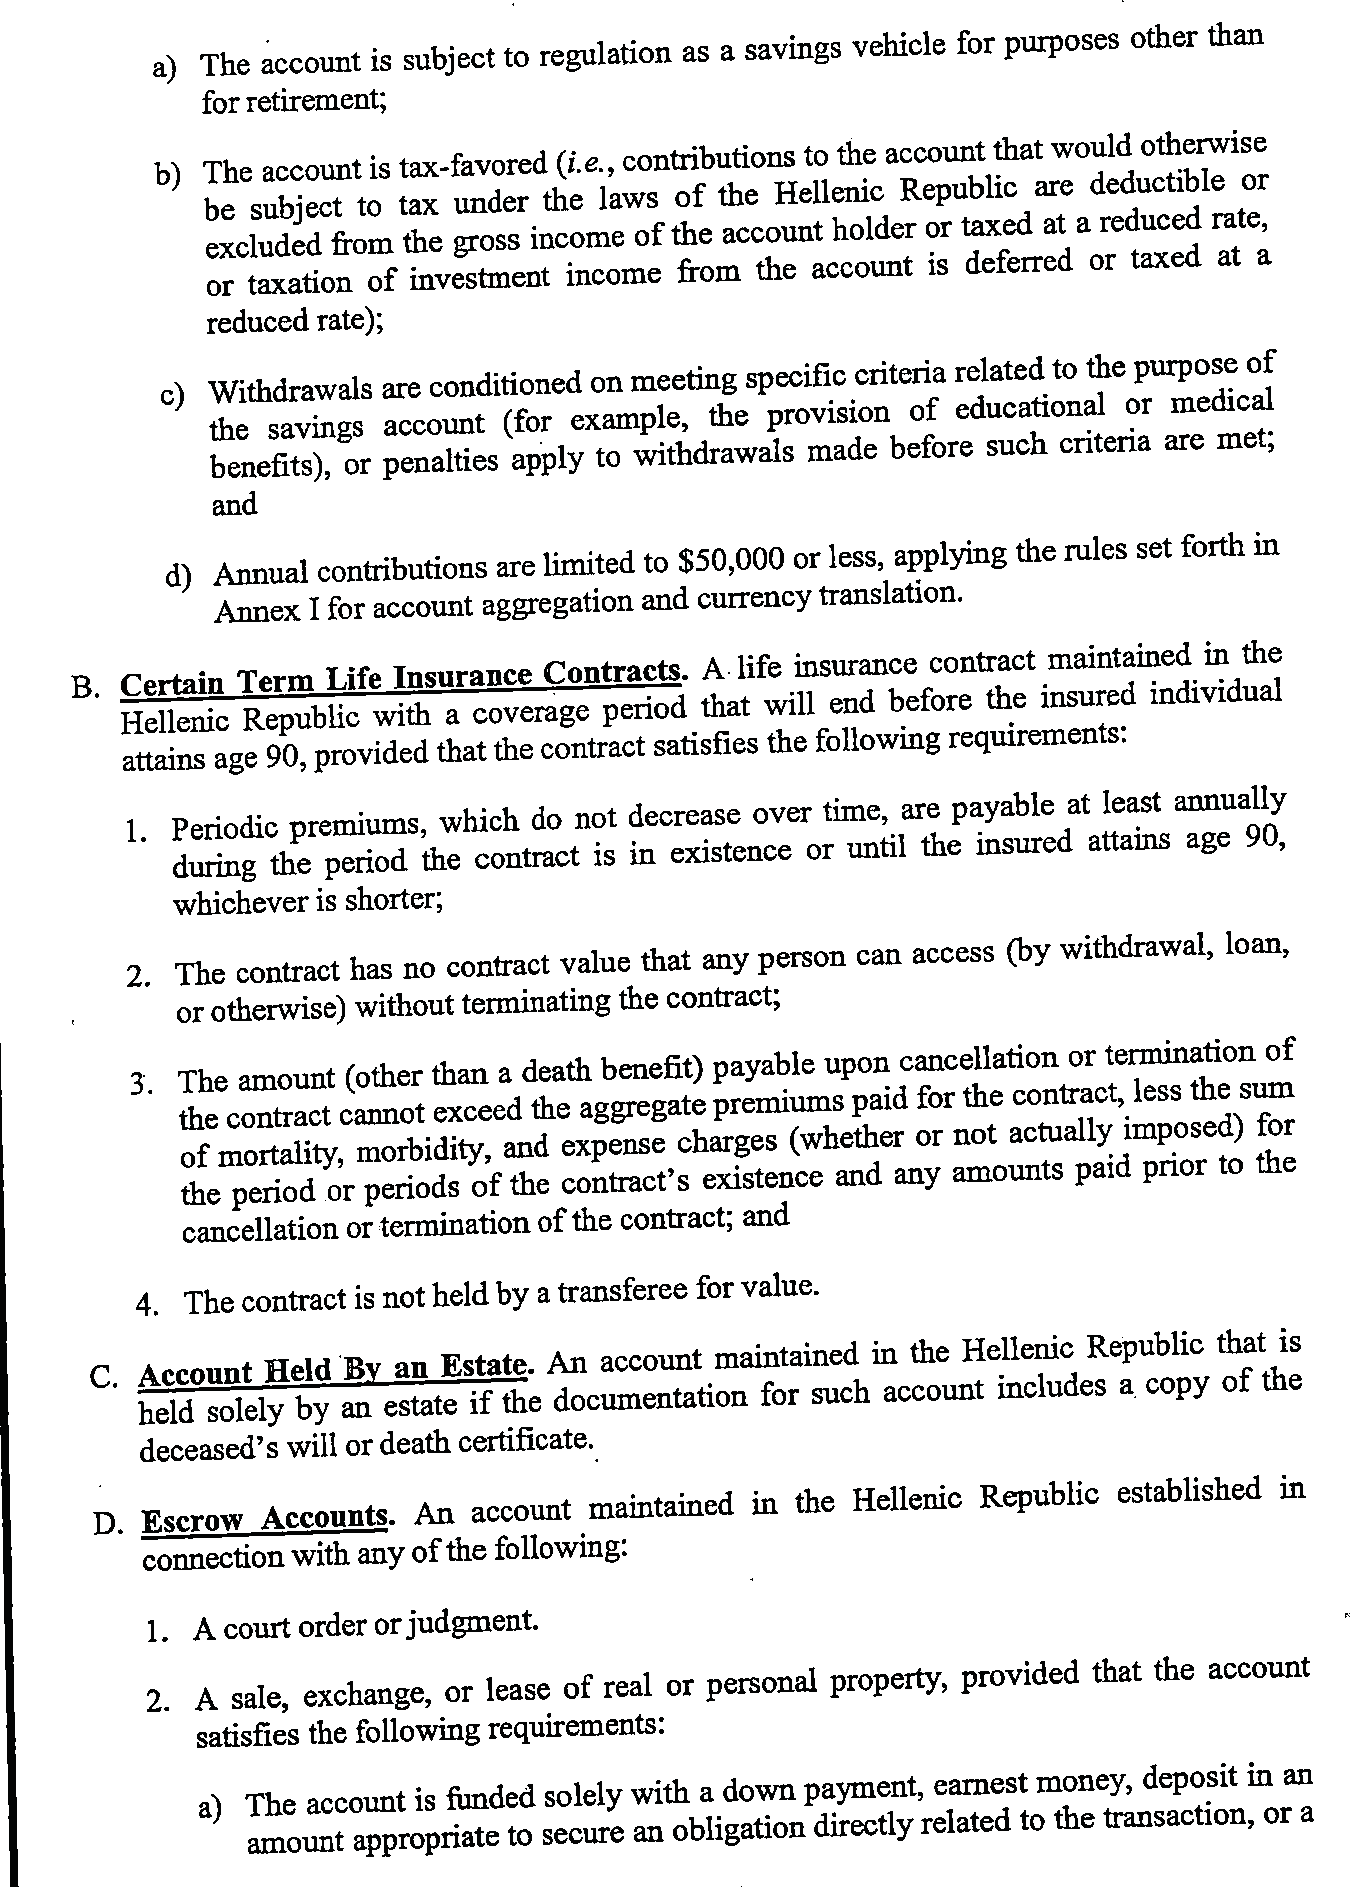 a) The account is subject to regulation as a savings vehicle for purposes other than
for retirement;
b) The account is tax-favored (i.e., contributions to the account that would otherwise
be subject to tax under the laws of the Hellenic Republic are deductible or
excluded from the gross income of the account holder or taxed at a reduced rate,
or taxation of investment income from the account is deferred or taxed at a
reduced rate);
c) Withdrawals are conditioned on meeting specific criteria related to the purpose of
the savings account (for example, the provision of educational or medical
benefits), or penalties apply to withdrawals made before such criteria are met;
and
d) Annual contributions are limited to $50,000 or less, applying the rules set forth in
Annex I for account aggregation and currency translation.
B. Certain Term Life Insurance Contracts. A life insurance contract maintained in the
Hellenic Republic with a coverage period that will end before the insured individual
attains age 90, provided that the contract satisfies the following requirements:
1. Periodic premiums, which do not decrease over time, are payable at least annually
during the period the contract is in existence or until the insured attains age 90,
whichever is shorter;
2. The contract has no contract value that any person can access (by withdrawal, loan,
or otherwise) without terminating the contract;
3. The amount (other than a death benefit) payable upon cancellation or termination of
the contract cannot exceed the aggregate premiums paid for the contract, less the sum
of mortality, morbidity, and expense charges (whether or not actually imposed) for
the period or periods of the contract's existence and any amounts paid prior to the
cancellation or termination of the contract; and
4. The contract is not held by a transferee for value.
C. Account Held By an Estate. An account maintained in the Hellenic Republic that is
held solely by an estate if the documentation for such account includes a copy of the
deceased's will or death certificate.
D. Escrow Accounts. An account maintained in the Hellenic Republic established in
connection with any of the following:
1. A court order or judgment.
2. A sale, exchange, or lease of real or personal property, provided that the account
satisfies the following requirements:
a) The account is funded solely with a down payment, earnest money, deposit in an
amount appropriate to secure an obligation directly related to the transaction, or a